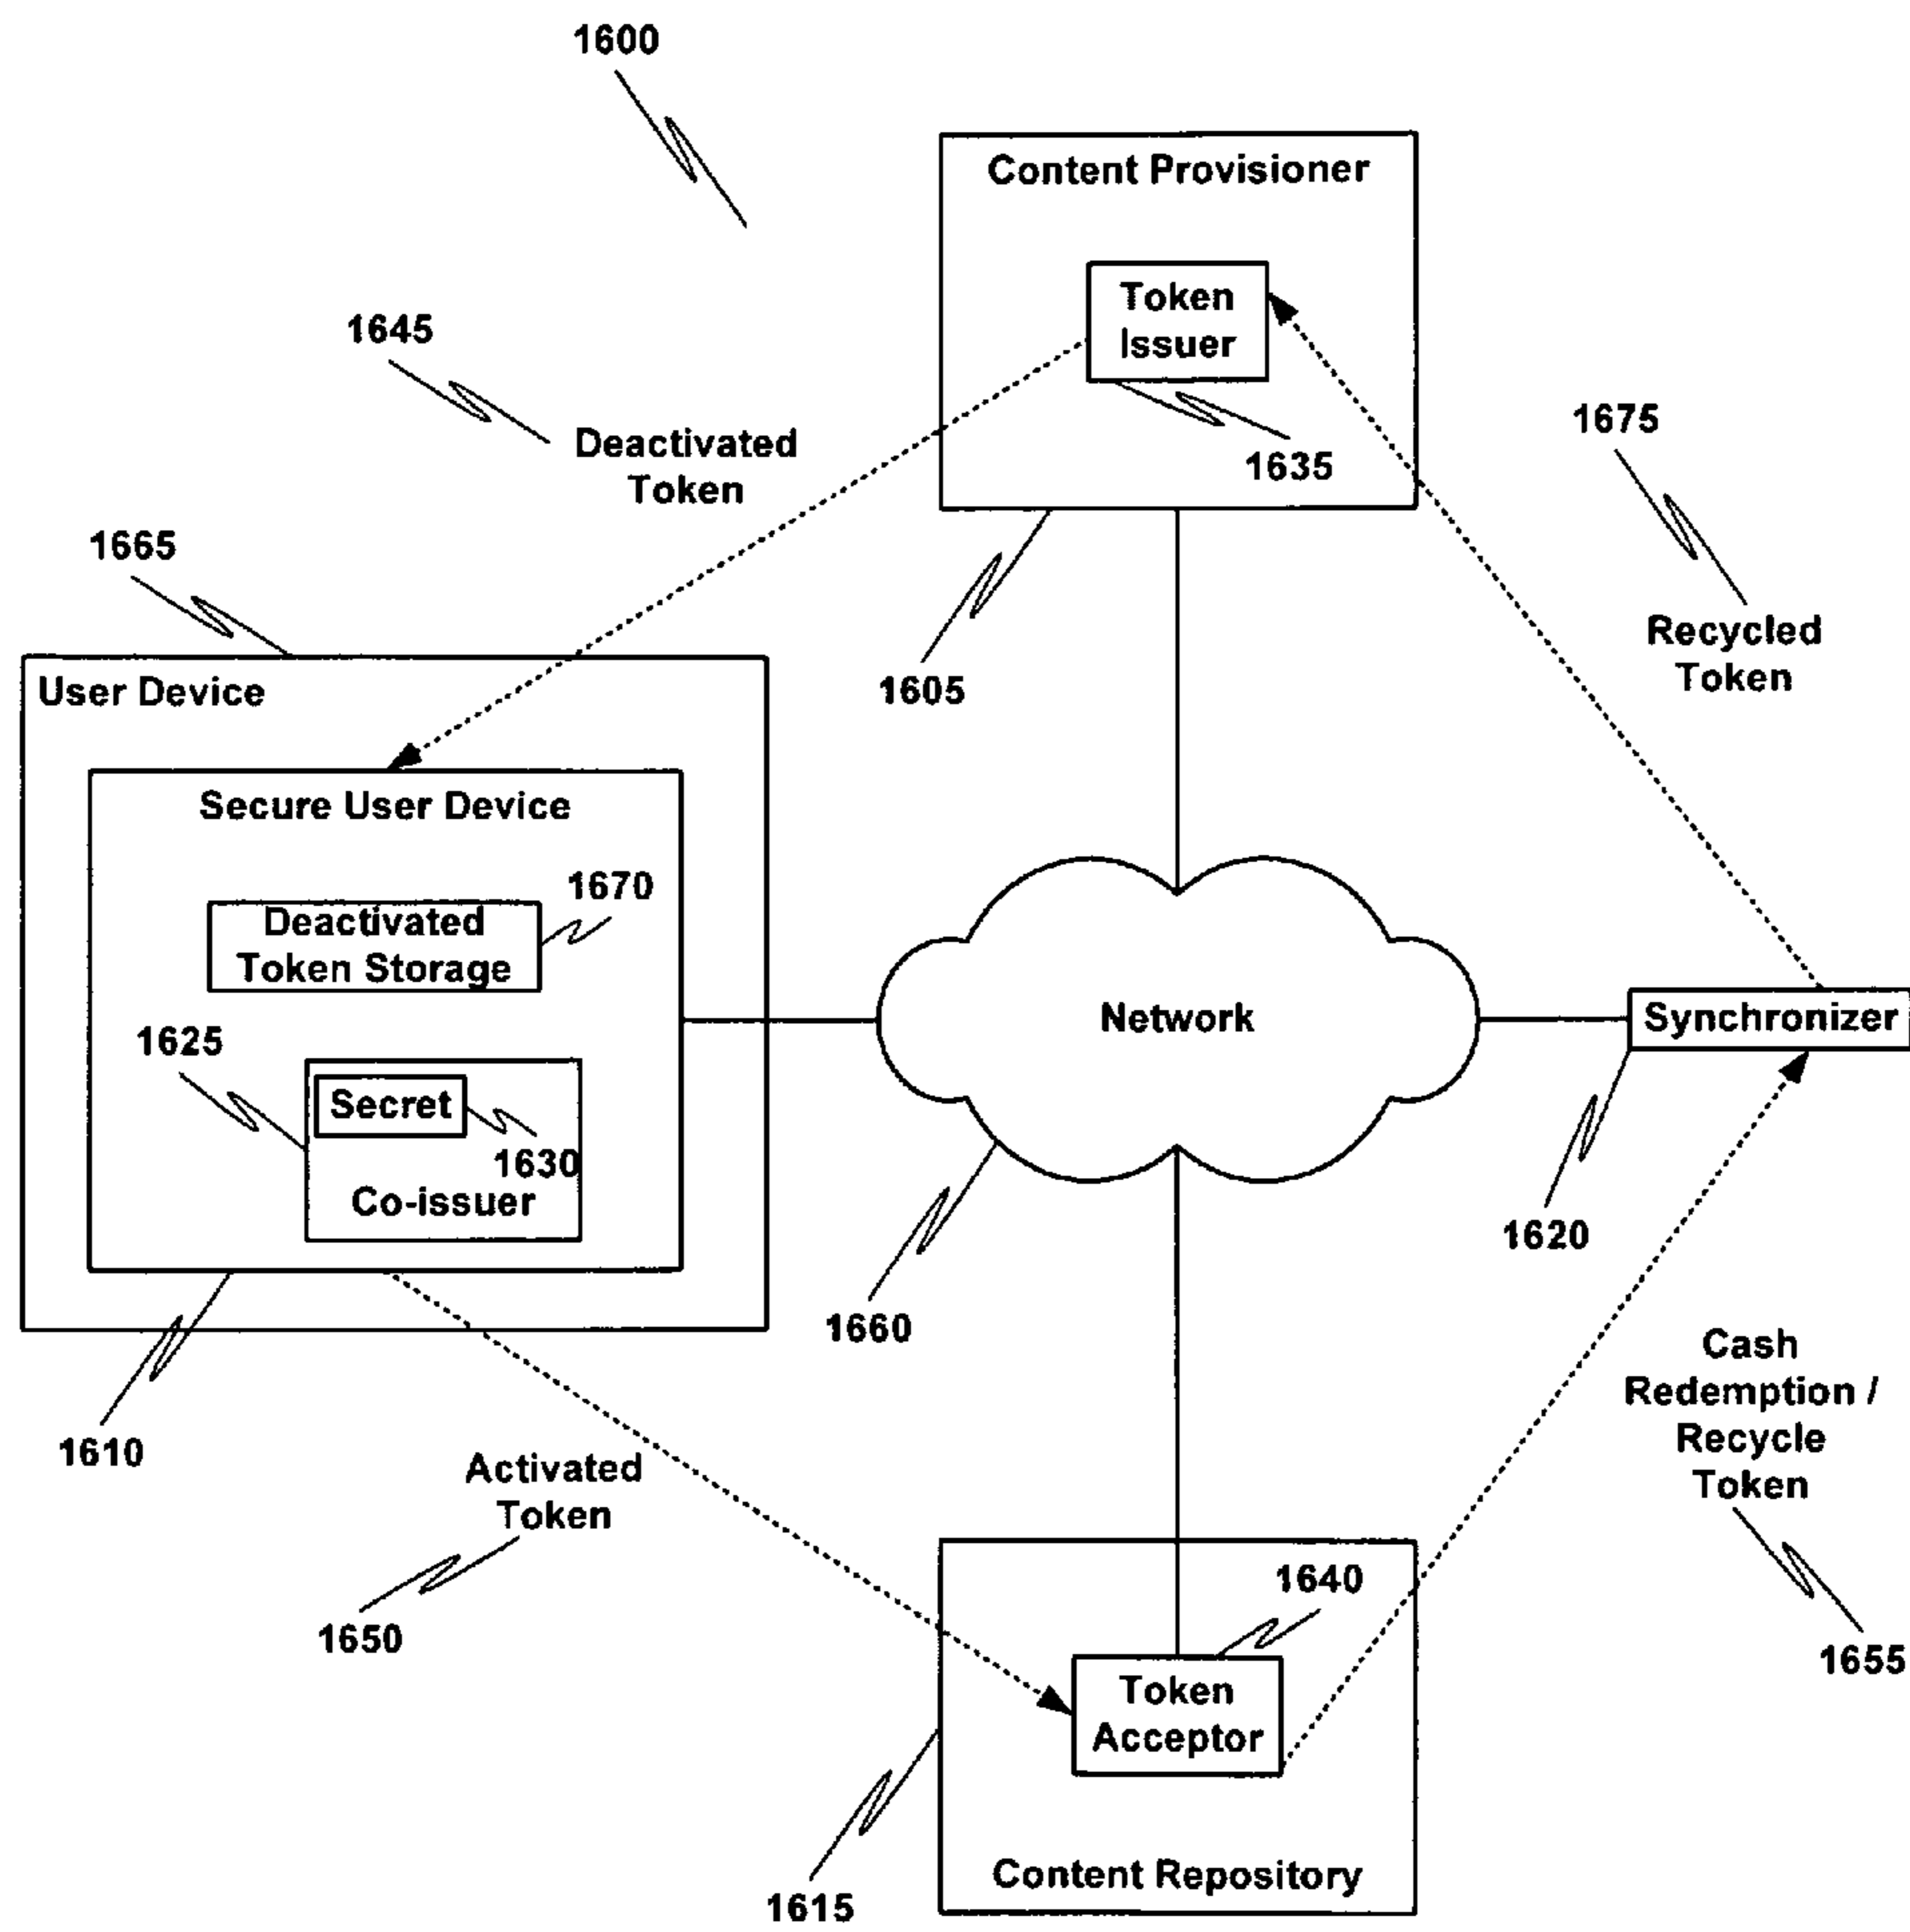 1600
Content Provisioner
Token
Issuer
1635
1645
Deactivated
Token
1675
Recycled
Token
1605
1665
User Device
Secure User Device
1670
Deactivated
Token Storage
1625
Secret
1630
Co-issuer
1610
Network
1660
Synchronizer
1620
Cash
Redemption /
Recycle
Token
1655
Activated
Token
1650
1640
Token
Acceptor
Content Repository
1615